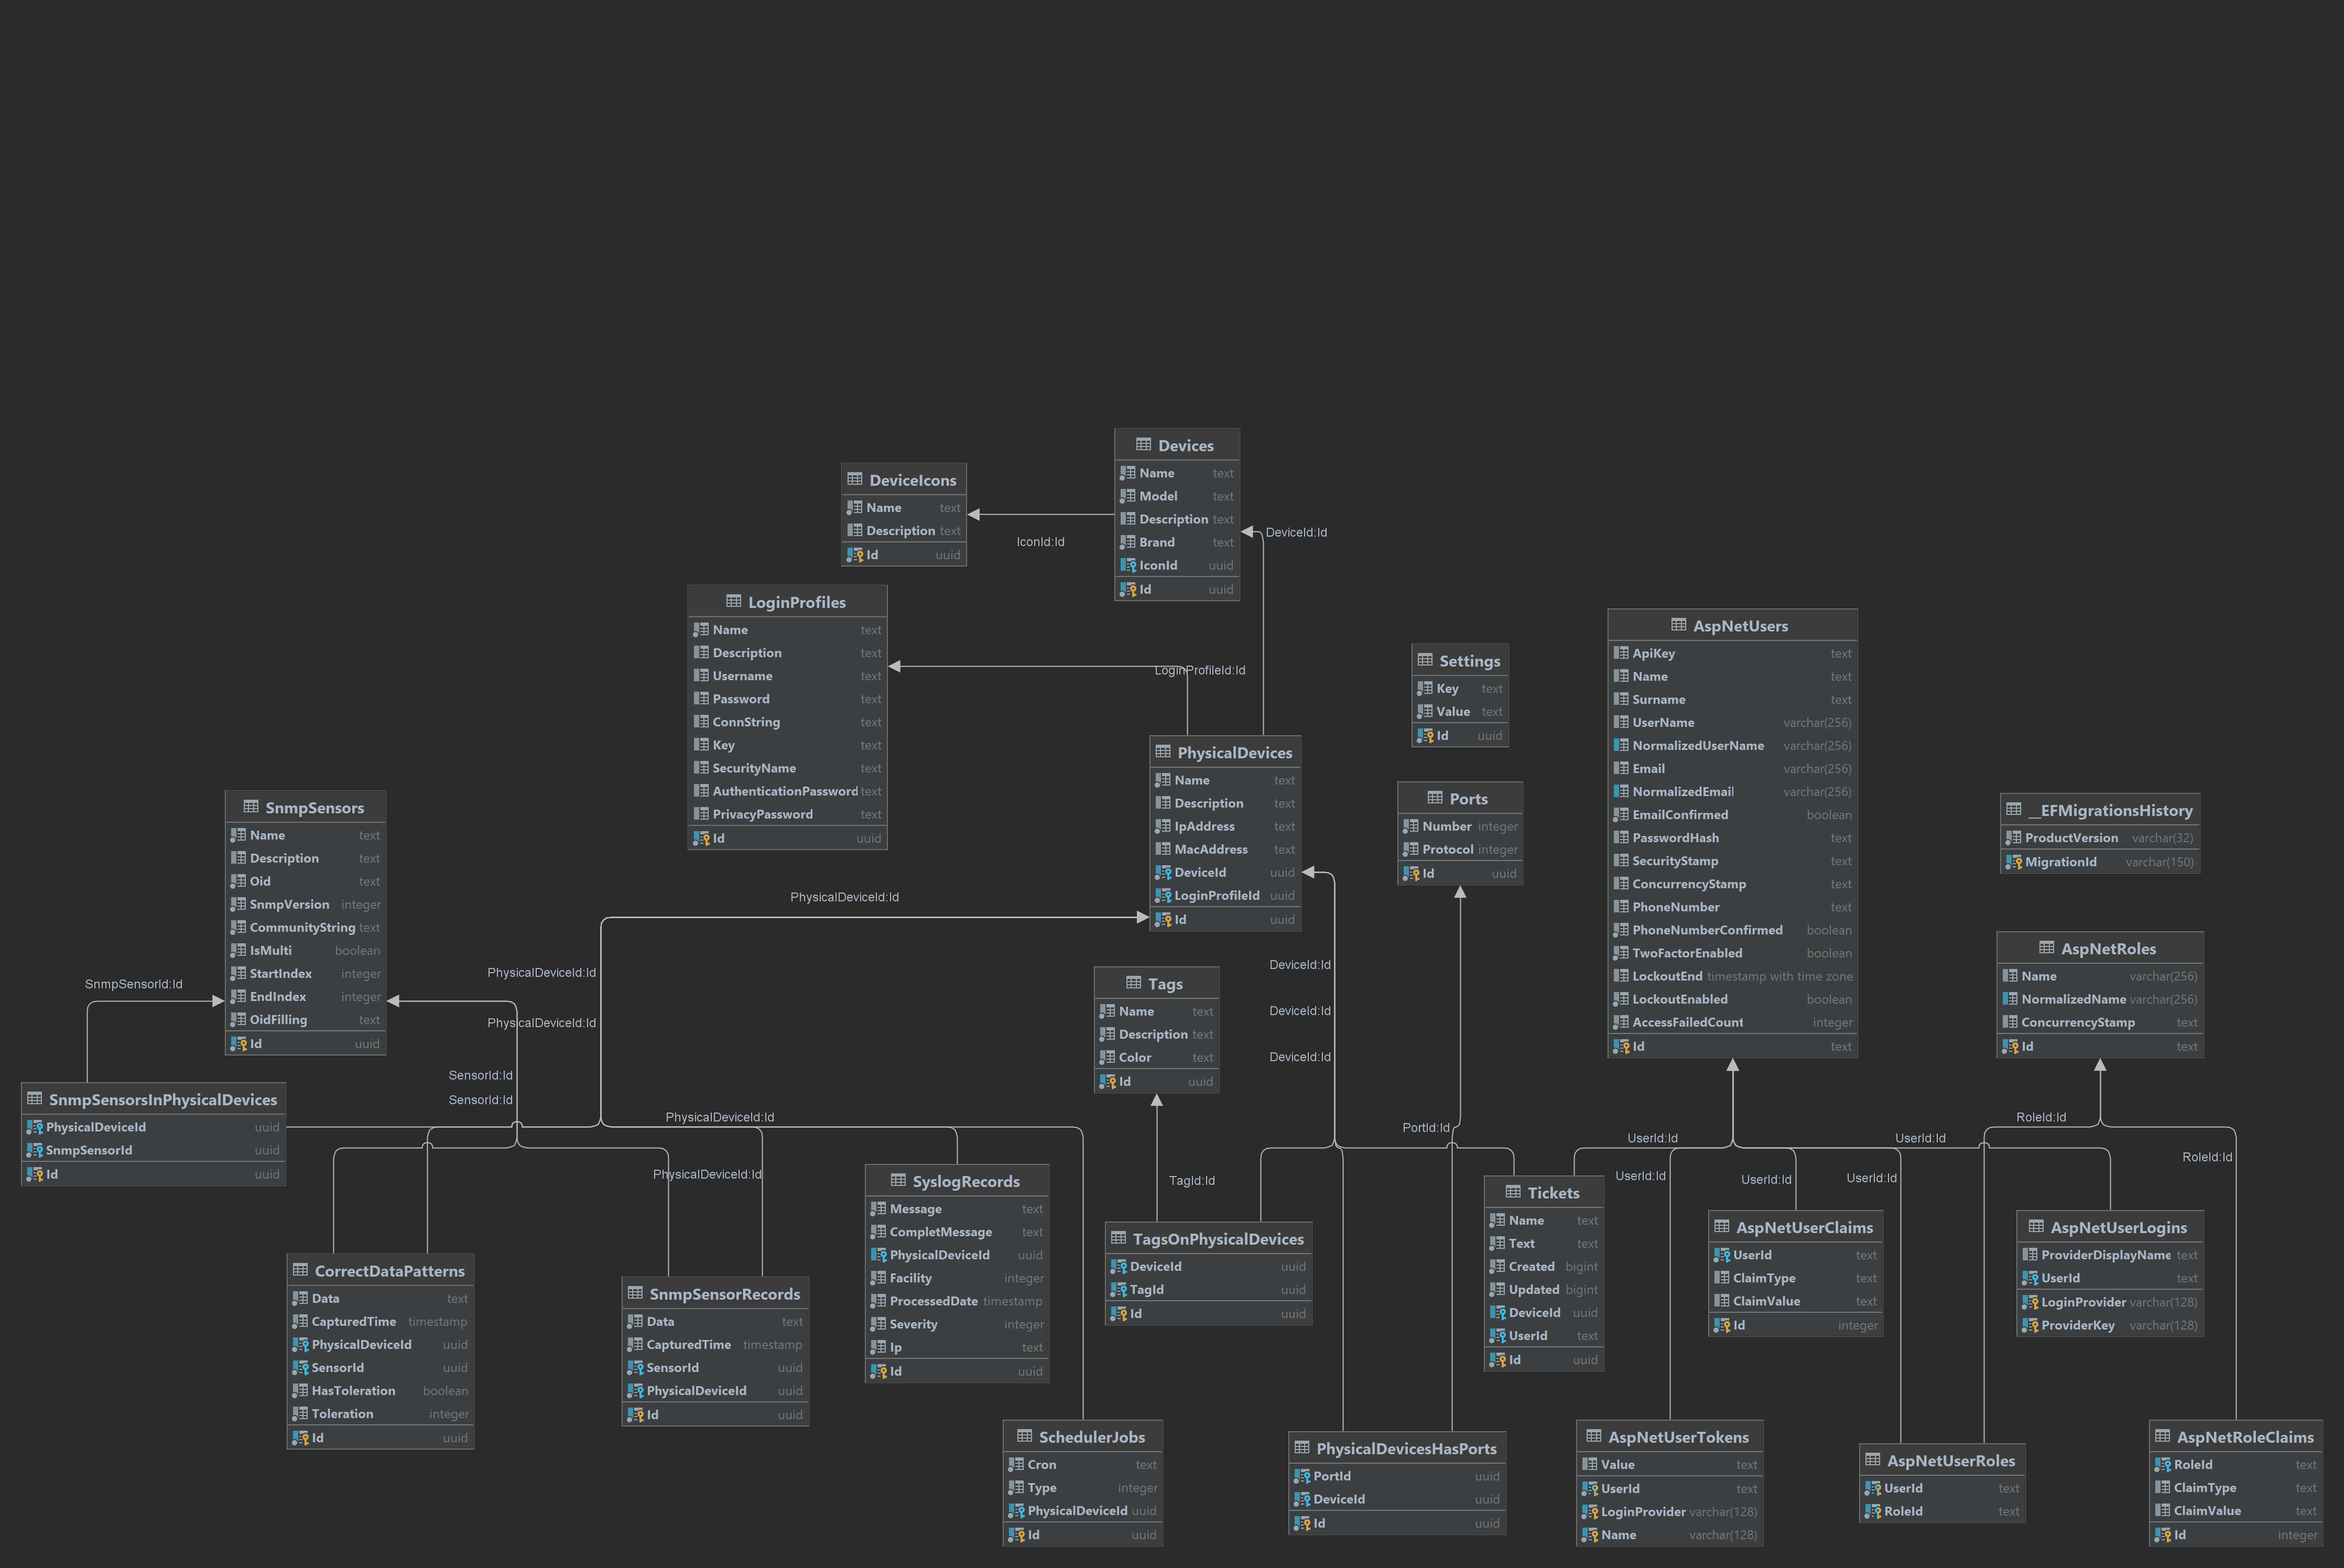 Devices
Name text
Model text
Description text
Brand text
IconId uuid
Id uuid
DeviceIcons
Name text
Description text
Id uuid
IconId:Id
DeviceId:Id
LoginProfiles
Name text
Description text
Username text
Password text
ConnString text
Key text
SecurityName text
AuthenticationPassword text
PrivacyPassword text
Id uuid
LoginProfileId:Id
PhysicalDevices
Name text
Description text
IpAddress text
MacAddress text
DeviceId uuid
LoginProfileId uuid
Id uuid
Settings
Key text
Value text
Id uuid
Ports
Number integer
Protocol integer
Id uuid
AspNetUsers
ApiKey text
Name text
Surname text
UserName varchar(256)
NormalizedUserName varchar(256)
Email varchar(256)
NormalizedEmail varchar(256)
EmailConfirmed boolean
PasswordHash text
SecurityStamp text
ConcurrencyStamp text
PhoneNumber text
PhoneNumberConfirmed boolean
TwoFactorEnabled boolean
LockoutEnd timestamp with time zone
LockoutEnabled boolean
AccessFailedCount integer
Id text
__EFMigrationsHistory
ProductVersion varchar(32)
MigrationId varchar(150)
AspNetRoles
Name varchar(256)
NormalizedName varchar(256)
ConcurrencyStamp text
Id text
SnmpSensors
Name text
Description text
Oid text
SnmpVersion integer
CommunityString text
IsMulti boolean
StartIndex integer
EndIndex integer
OidFilling text
Id uuid
PhysicalDeviceId:Id
SnmpSensorId:Id
PhysicalDeviceId:Id
PhysicalDeviceId:Id
SensorId:Id
SensorId:Id
PhysicalDeviceId:Id
PhysicalDeviceId:Id
DeviceId:Id
DeviceId:Id
DeviceId:Id
Tags
Name text
Description text
Color text
Id uuid
TagId:Id
PortId:Id
UserId:Id
UserId:Id
UserId:Id
UserId:Id
UserId:Id
RoleId:Id
RoleId:Id
SnmpSensorsInPhysicalDevices
PhysicalDeviceId uuid
SnmpSensorId uuid
Id uuid
CorrectDataPatterns
Data text
CapturedTime timestamp
PhysicalDeviceId uuid
SensorId uuid
HasToleration boolean
Toleration integer
Id uuid
SnmpSensorRecords
Data text
CapturedTime timestamp
SensorId uuid
PhysicalDeviceId uuid
Id uuid
SyslogRecords
Message text
CompletMessage text
PhysicalDeviceId uuid
Facility integer
ProcessedDate timestamp
Severity integer
Ip text
Id uuid
SchedulerJobs
Cron text
Type integer
PhysicalDeviceId uuid
Id uuid
TagsOnPhysicalDevices
DeviceId uuid
TagId uuid
Id uuid
PhysicalDevicesHasPorts
PortId uuid
DeviceId uuid
Id uuid
Tickets
Name text
Text text
Created bigint
Updated bigint
DeviceId uuid
UserId text
Id uuid
AspNetUserClaims
UserId text
ClaimType text
ClaimValue text
Id integer
AspNetUserLogins
ProviderDisplayName text
UserId text
LoginProvider varchar(128)
ProviderKey varchar(128)
AspNetUserTokens
Value text
UserId text
LoginProvider varchar(128)
Name varchar(128)
AspNetUserRoles
UserId text
RoleId text
AspNetRoleClaims
RoleId text
ClaimType text
ClaimValue text
Id integer